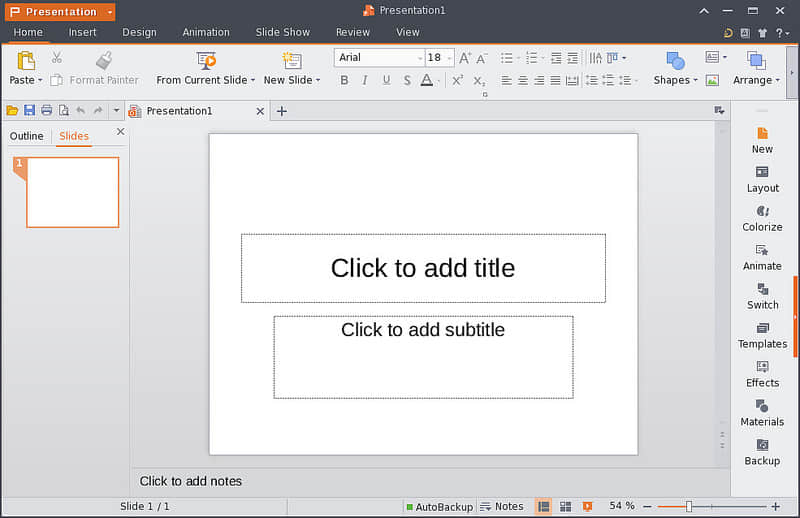 Presentation
Presentation1
Home Insert Design Animation Slide Show Review View
Arial 18
Paste Format Painter From Current Slide New Slide B I U S A X² X₂ Shapes Arrange
Presentation1
Outline Slides
1
Click to add title
Click to add subtitle
New
Layout
Colorize
Animate
Switch
Templates
Effects
Materials
Backup
Click to add notes
Slide 1 / 1 AutoBackup Notes 54 %